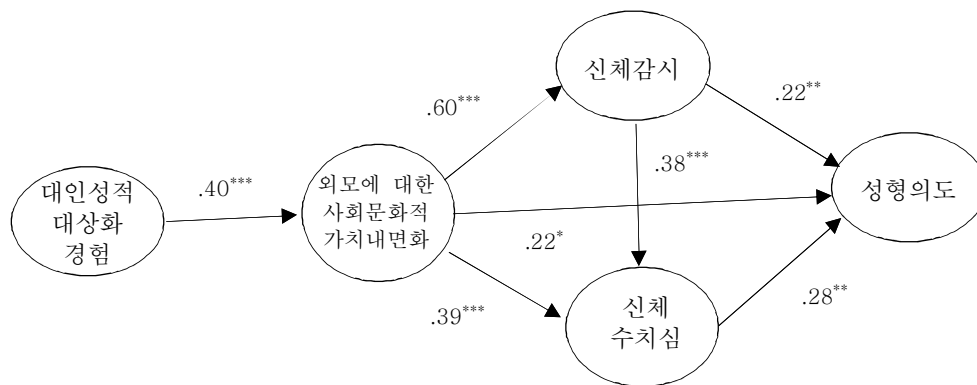 신체감시
.60***
.22**
.38***
.40***
대인성적
대상화
경험
외모에 대한
사회문화적
가치내면화
성형의도
.22*
.39***
신체
수치심
.28**